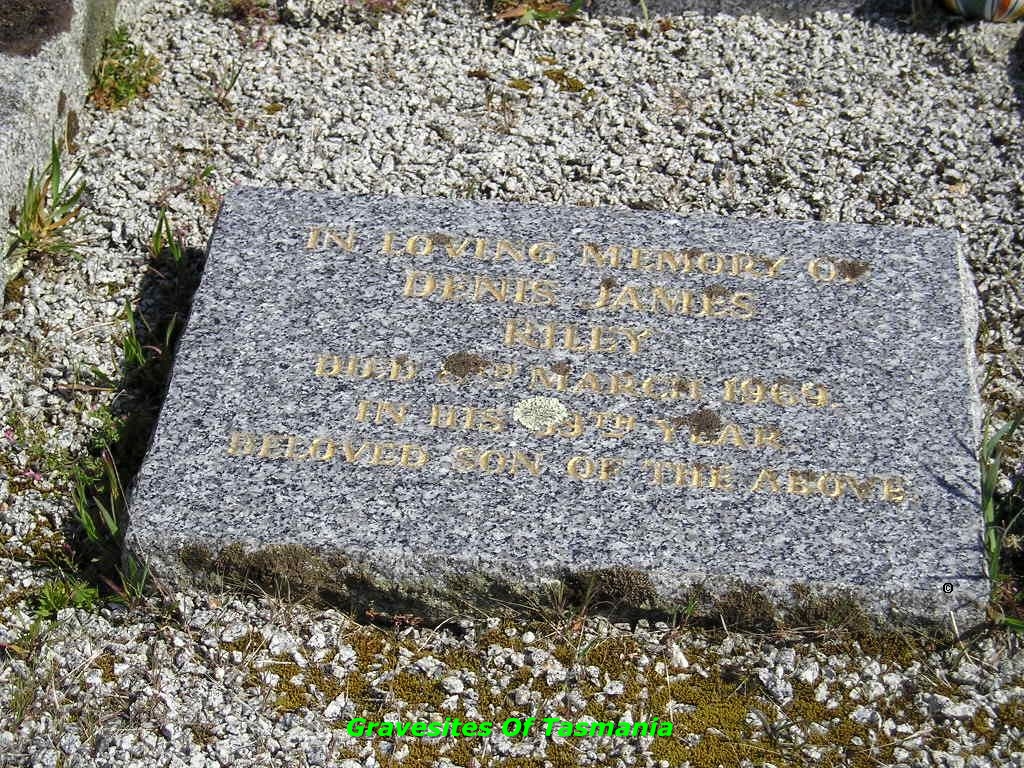 IN LOVING MEMORY OF
DENIS JAMES
RILEY
DIED MARCH 1969.
IN HIS TH YEAR.
BELOVED SON OF THE ABOVE.
©
Gravesites Of Tasmania